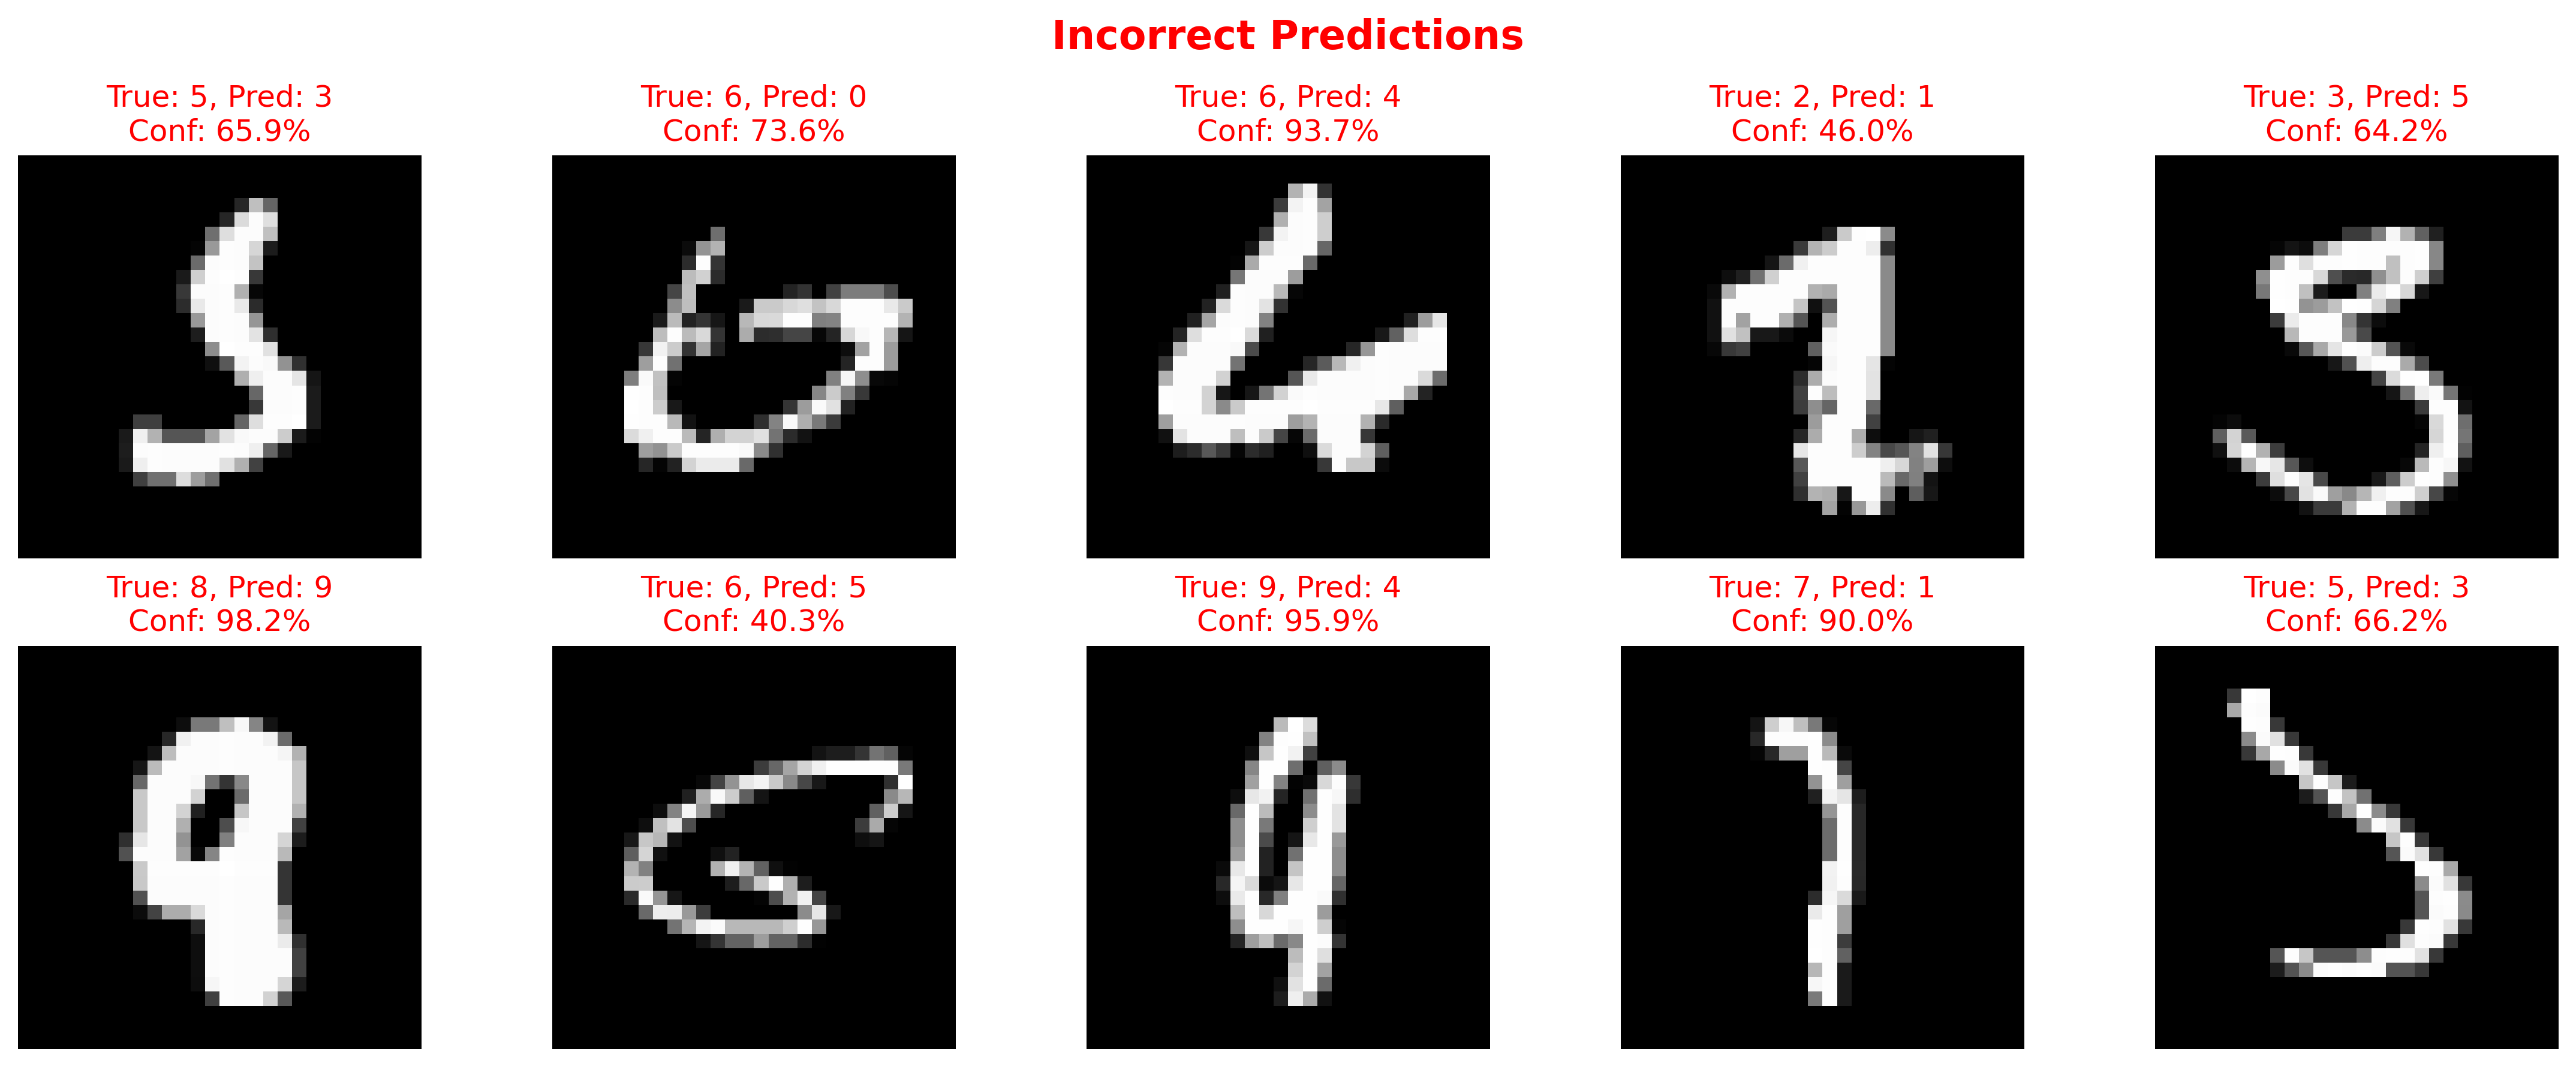 Incorrect Predictions
True: 5, Pred: 3
Conf: 65.9%
True: 6, Pred: 0
Conf: 73.6%
True: 6, Pred: 4
Conf: 93.7%
True: 2, Pred: 1
Conf: 46.0%
True: 3, Pred: 5
Conf: 64.2%
True: 8, Pred: 9
Conf: 98.2%
True: 6, Pred: 5
Conf: 40.3%
True: 9, Pred: 4
Conf: 95.9%
True: 7, Pred: 1
Conf: 90.0%
True: 5, Pred: 3
Conf: 66.2%